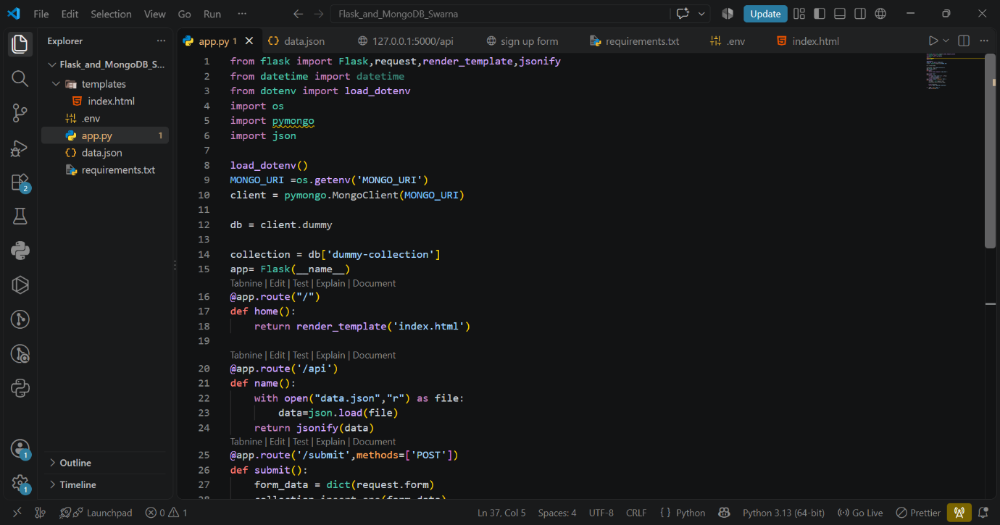 File Edit Selection View Go Run ··· Flask_and_MongoDB_Swarna Update
Explorer ···
Flask_and_MongoDB_S...
templates
index.html
.env
app.py 1
data.json
requirements.txt
Outline
Timeline
2
1
1
app.py 1 data.json 127.0.0.1:5000/api sign up form requirements.txt .env index.html
1 from flask import Flask,request,render_template,jsonify
2 from datetime import datetime
3 from dotenv import load_dotenv
4 import os
5 import pymongo
6 import json
7
8 load_dotenv()
9 MONGO_URI =os.getenv('MONGO_URI')
10 client = pymongo.MongoClient(MONGO_URI)
11
12 db = client.dummy
13
14 collection = db['dummy-collection']
15 app= Flask(__name__)
Tabnine | Edit | Test | Explain | Document
16 @app.route("/")
17 def home():
18     return render_template('index.html')
19
Tabnine | Edit | Test | Explain | Document
20 @app.route('/api')
21 def name():
22     with open("data.json","r") as file:
23         data=json.load(file)
24     return jsonify(data)
Tabnine | Edit | Test | Explain | Document
25 @app.route('/submit',methods=['POST'])
26 def submit():
27     form_data = dict(request.form)
28     collection.insert_one(form_data)
Launchpad 0 1 Ln 37, Col 5 Spaces: 4 UTF-8 CRLF { } Python Python 3.13 (64-bit) Go Live Prettier